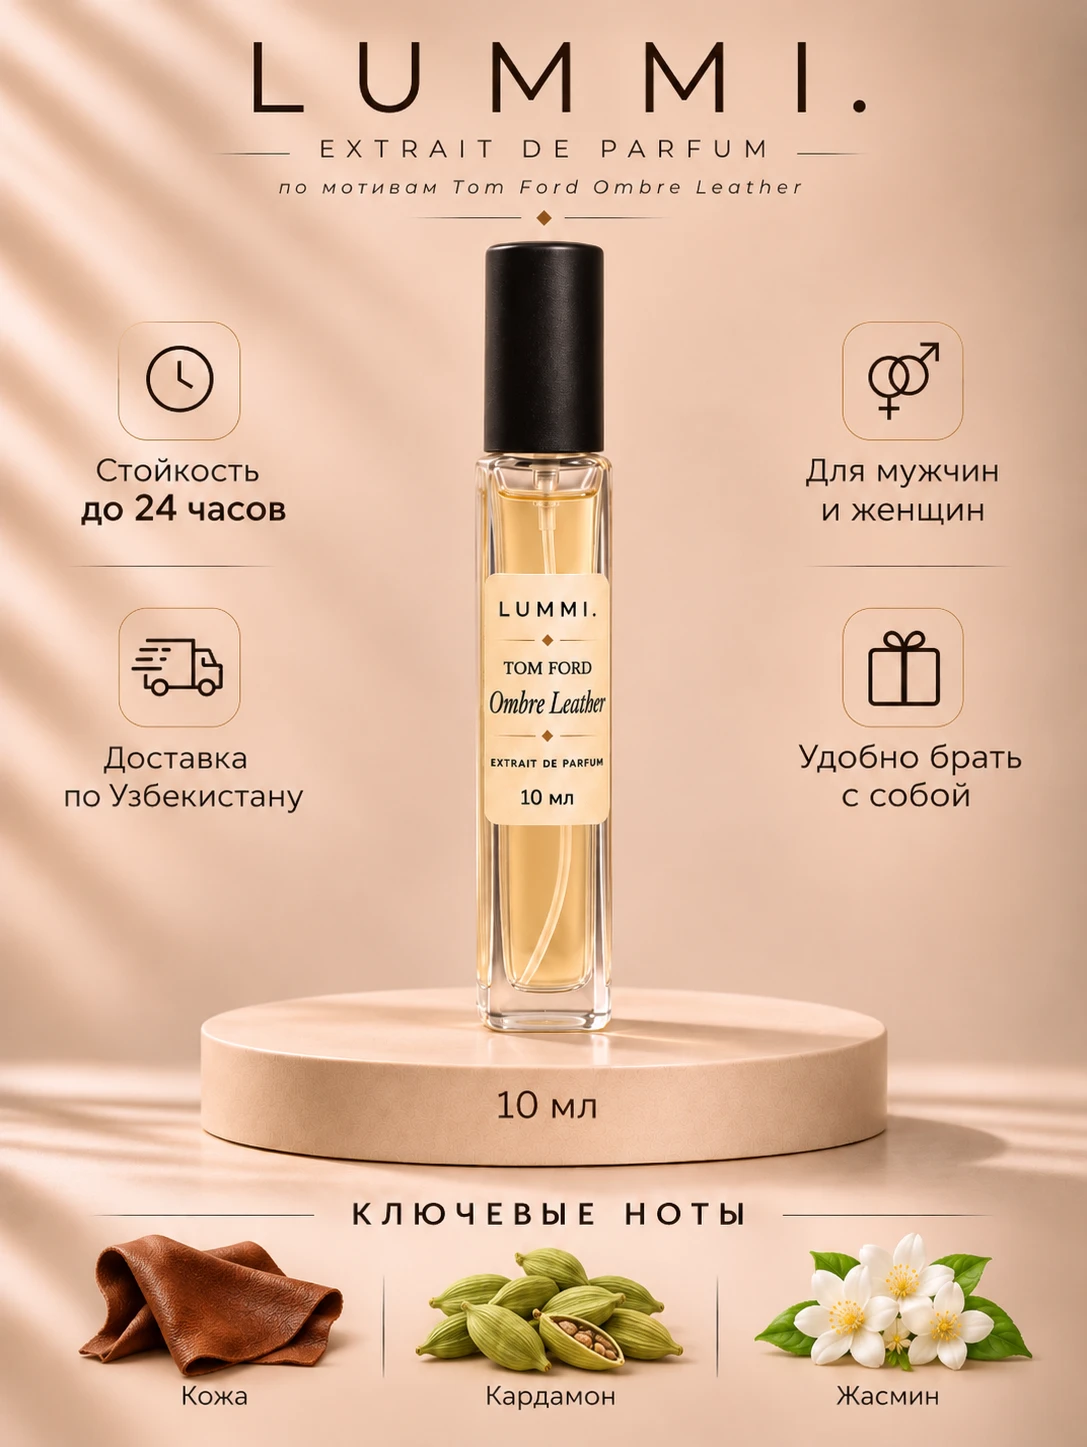 LUMMI.
EXTRAIT DE PARFUM
по мотивам Tom Ford Ombre Leather
Стойкость
до 24 часов
Для мужчин
и женщин
Доставка
по Узбекистану
Удобно брать
с собой
LUMMI.
TOM FORD
Ombre Leather
EXTRAIT DE PARFUM
10 мл
10 мл
КЛЮЧЕВЫЕ НОТЫ
Кожа
Кардамон
Жасмин